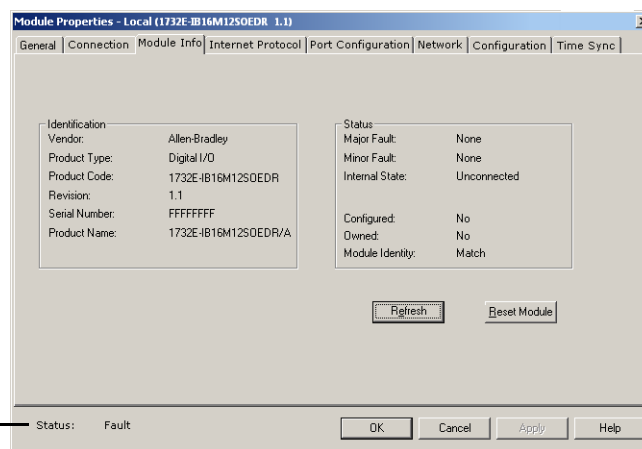 Module Properties - Local (1732E-IB16M12SOEDR 1.1)
General Connection Module Info Internet Protocol Port Configuration Network Configuration Time Sync
Identification
Vendor: Allen-Bradley
Product Type: Digital I/O
Product Code: 1732E-IB16M12SOEDR
Revision: 1.1
Serial Number: FFFFFFFF
Product Name: 1732E-IB16M12SOEDR/A
Status
Major Fault: None
Minor Fault: None
Internal State: Unconnected
Configured: No
Owned: No
Module Identity: Match
Refresh Reset Module
Status: Fault
OK Cancel Apply Help